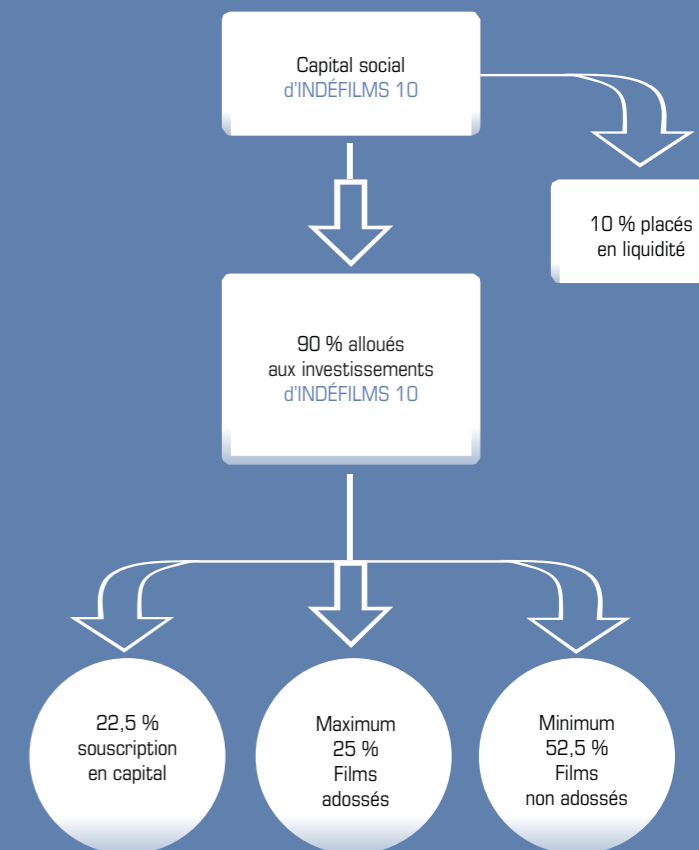 Capital social
d'INDÉFILMS 10
10 % placés
en liquidité
90 % alloués
aux investissements
d'INDÉFILMS 10
22,5 %
souscription
en capital
Maximum
25 %
Films
adossés
Minimum
52,5 %
Films
non adossés